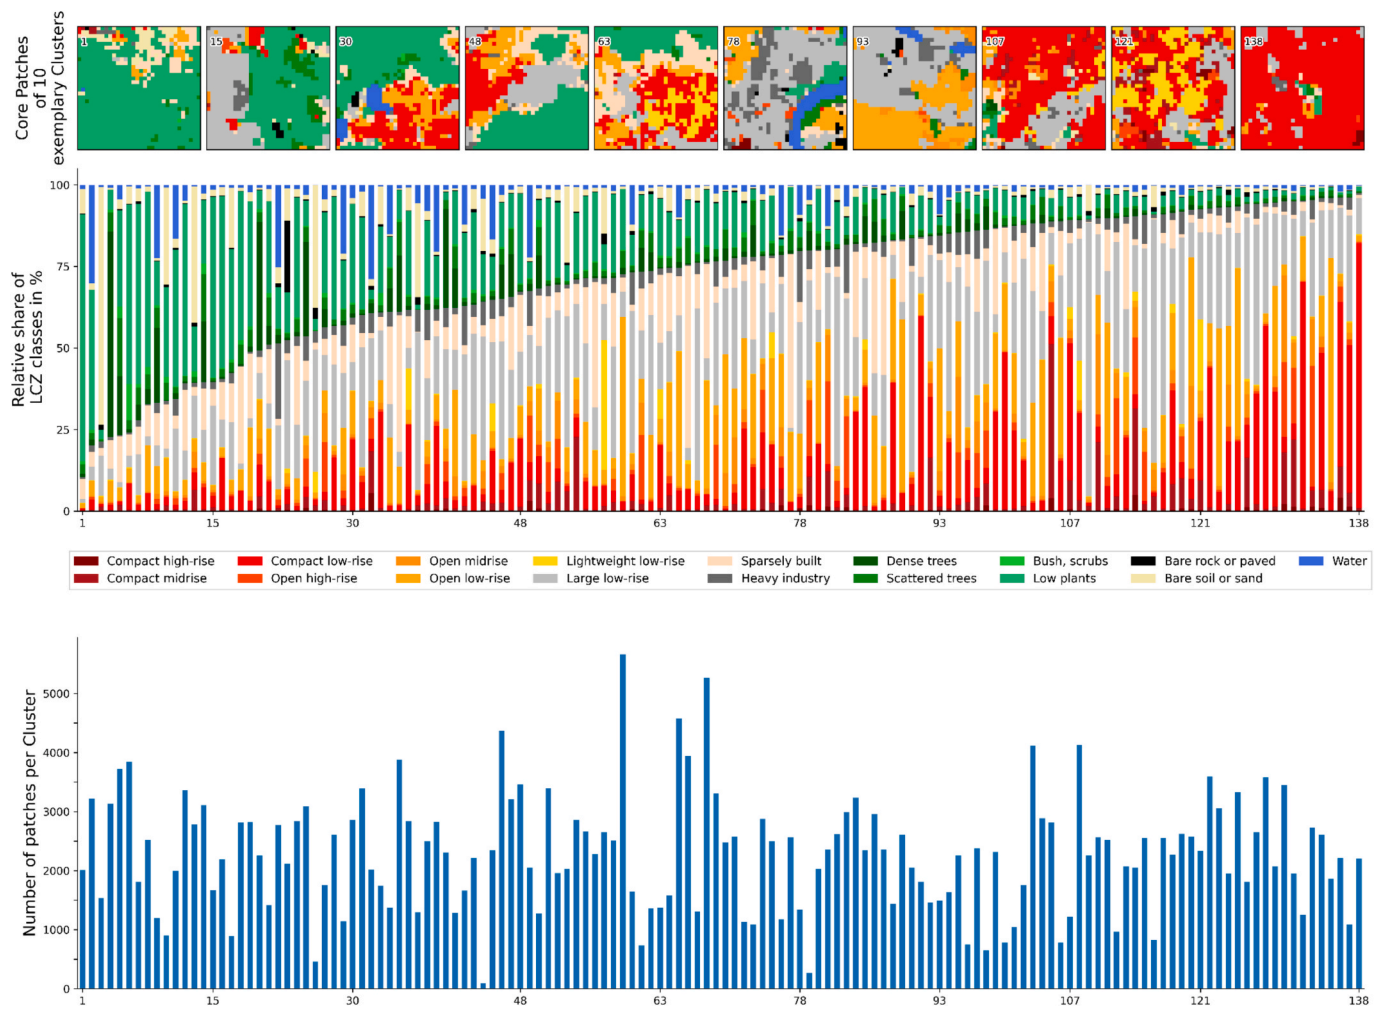 Core Patches
of 10
exemplary Clusters
1 15 30 48 63 78 93 107 121 138
Relative share of
LCZ classes in %
100
75
50
25
0
1 15 30 48 63 78 93 107 121 138
Compact high-rise Compact low-rise Open midrise Lightweight low-rise Sparsely built Dense trees Bush, scrubs Bare rock or paved Water
Compact midrise Open high-rise Open low-rise Large low-rise Heavy industry Scattered trees Low plants Bare soil or sand
Number of patches per Cluster
5000
4000
3000
2000
1000
0
1 15 30 48 63 78 93 107 121 138